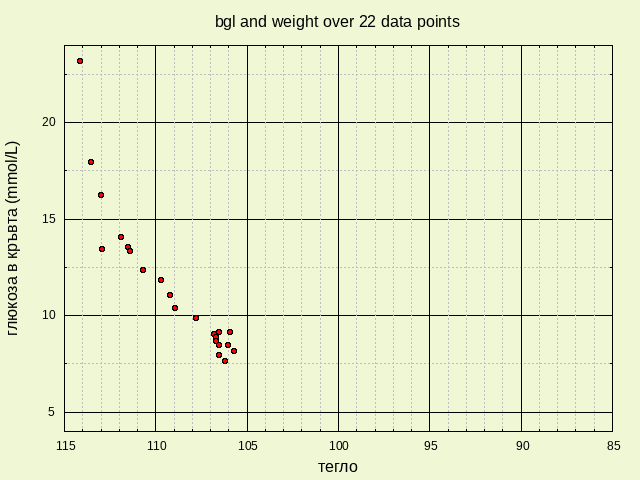 bgl and weight over 22 data points
глюкоза в кръвта (mmol/L)
20
15
10
5
115 110 105 100 95 90 85
тегло